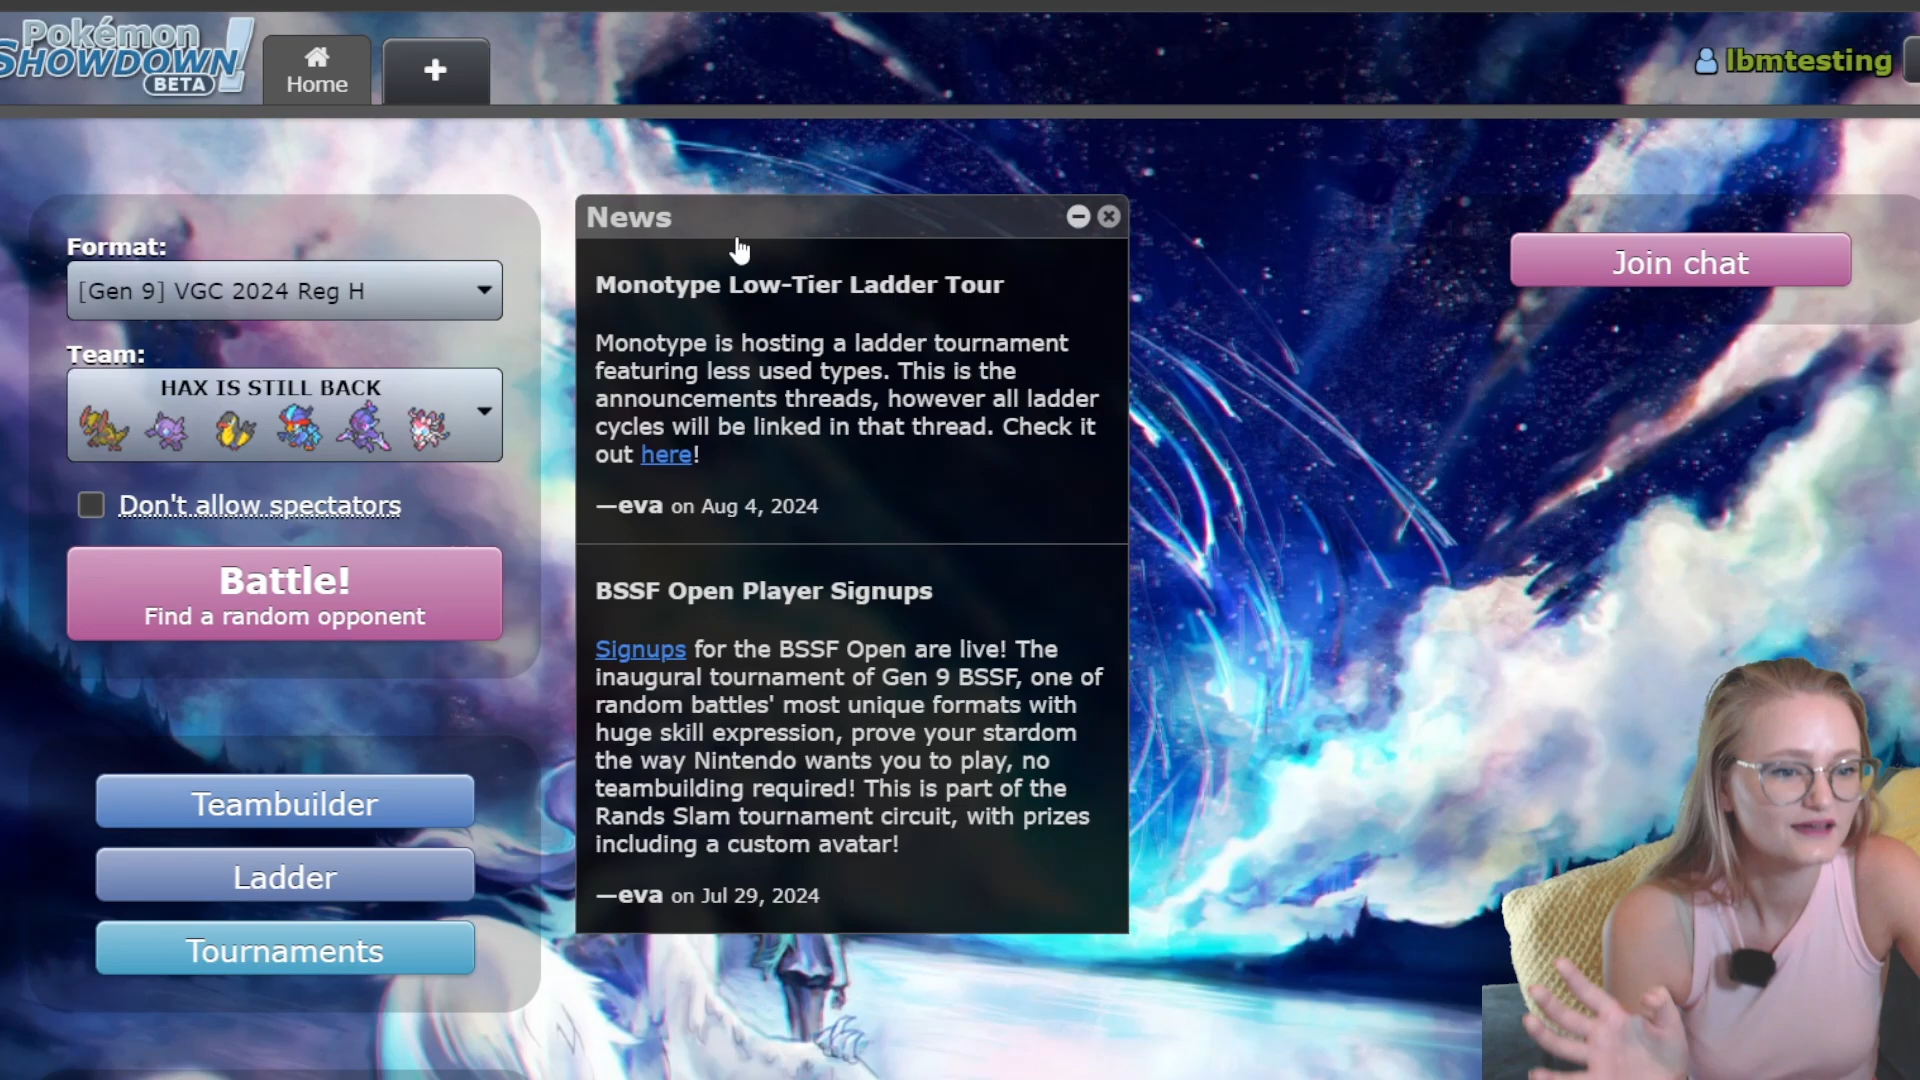 Pokémon
SHOWDOWN!
BETA
Home
lbmtesting
Format:
[Gen 9] VGC 2024 Reg H
Team:
HAX IS STILL BACK
Don't allow spectators
Battle!
Find a random opponent
Teambuilder
Ladder
Tournaments
News
Monotype Low-Tier Ladder Tour
Monotype is hosting a ladder tournament
featuring less used types. This is the
announcements threads, however all ladder
cycles will be linked in that thread. Check it
out here!
—eva on Aug 4, 2024
BSSF Open Player Signups
Signups for the BSSF Open are live! The
inaugural tournament of Gen 9 BSSF, one of
random battles' most unique formats with
huge skill expression, prove your stardom
the way Nintendo wants you to play, no
teambuilding required! This is part of the
Rands Slam tournament circuit, with prizes
including a custom avatar!
—eva on Jul 29, 2024
Join chat